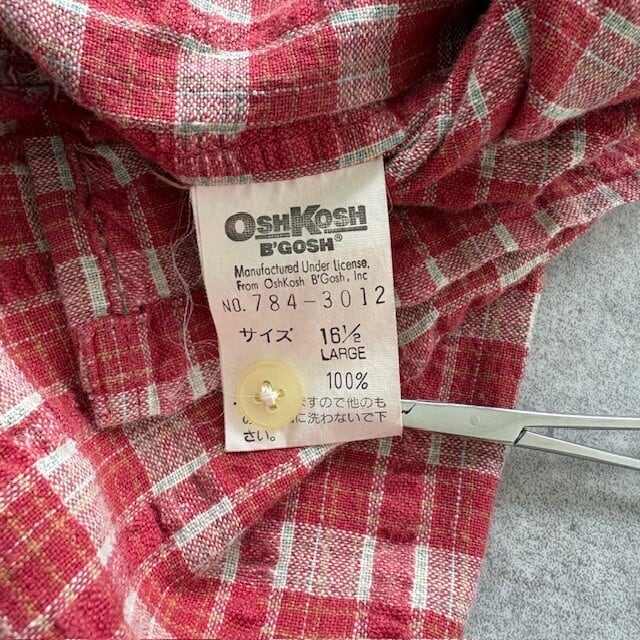 OSHKOSH
B'GOSH®
Manufactured Under License,
From OshKosh B'Gosh, Inc
NO. 784-3012
サイズ 16½
LARGE
100%
ますので他のも
に洗わないで下
さい。